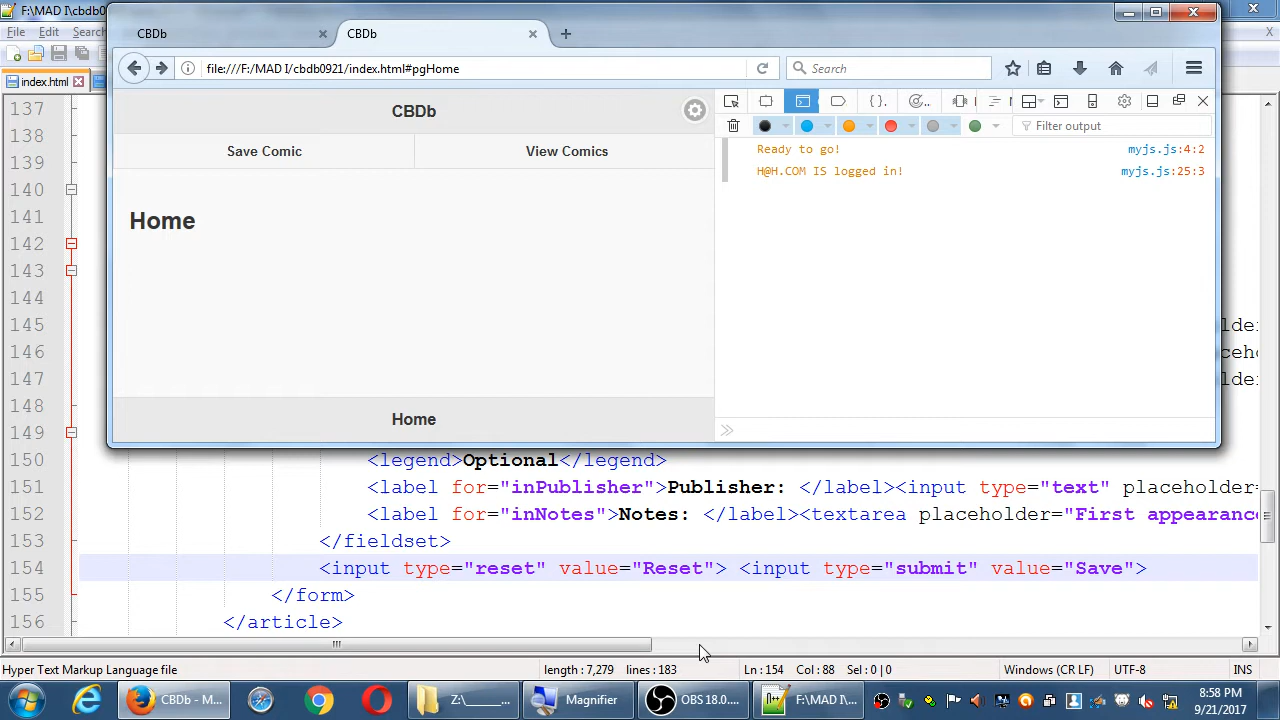 F:\MAD I\cbdb0
File Edit Search
index.html
CBDb
CBDb
file:///F:/MAD I/cbdb0921/index.html#pgHome
Search
CBDb
Save Comic View Comics
Home
Home
Filter output
Ready to go! myjs.js:4:2
H@H.COM IS logged in! myjs.js:25:3
137
138
139
140
141
142
143
144
145 lder
146 ceho
147 lder
148
149
150 <legend>Optional</legend>
151 <label for="inPublisher">Publisher: </label><input type="text" placeholder=
152 <label for="inNotes">Notes: </label><textarea placeholder="First appearance
153 </fieldset>
154 <input type="reset" value="Reset"> <input type="submit" value="Save">
155 </form>
156 </article>
Hyper Text Markup Language file length : 7,279 lines : 183 Ln : 154 Col : 88 Sel : 0 | 0 Windows (CR LF) UTF-8 INS
CBDb - M... Z:\_____... Magnifier OBS 18.0.... F:\MAD I\... 8:58 PM
9/21/2017